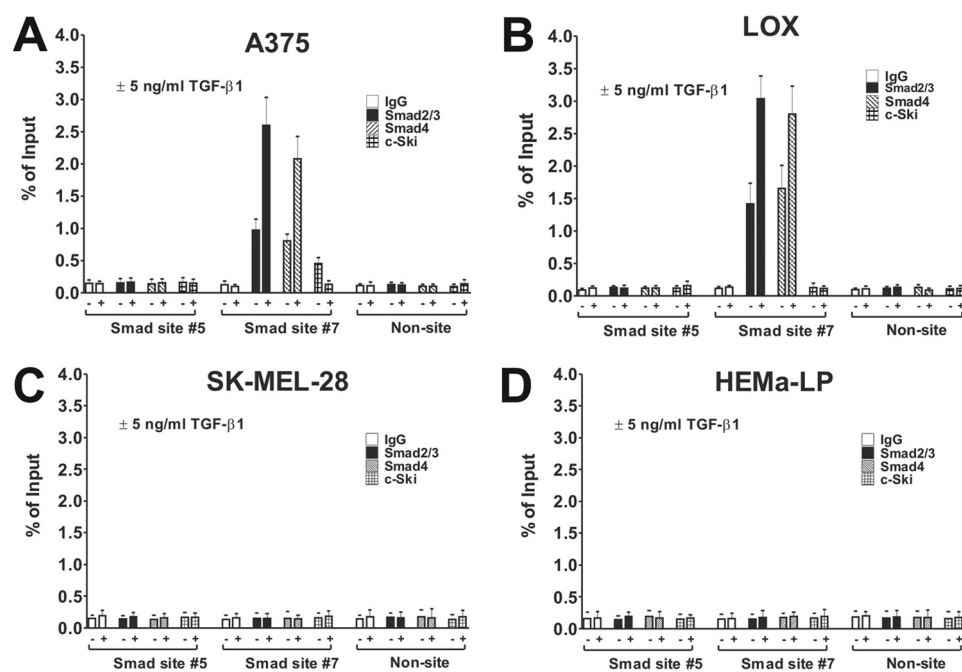 A
A375
± 5 ng/ml TGF-β1
IgG
Smad2/3
Smad4
c-Ski
% of Input
4.0
3.5
3.0
2.5
2.0
1.5
1.0
0.5
0.0
- + - + - + - + - + - + - + - + - + - + - + - +
Smad site #5 Smad site #7 Non-site
B
LOX
± 5 ng/ml TGF-β1
IgG
Smad2/3
Smad4
c-Ski
% of Input
4.0
3.5
3.0
2.5
2.0
1.5
1.0
0.5
0.0
- + - + - + - + - + - + - + - + - + - + - + - +
Smad site #5 Smad site #7 Non-site
C
SK-MEL-28
± 5 ng/ml TGF-β1
IgG
Smad2/3
Smad4
c-Ski
% of Input
4.0
3.5
3.0
2.5
2.0
1.5
1.0
0.5
0.0
- + - + - + - + - + - + - + - + - + - + - + - +
Smad site #5 Smad site #7 Non-site
D
HEMa-LP
± 5 ng/ml TGF-β1
IgG
Smad2/3
Smad4
c-Ski
% of Input
4.0
3.5
3.0
2.5
2.0
1.5
1.0
0.5
0.0
- + - + - + - + - + - + - + - + - + - + - + - +
Smad site #5 Smad site #7 Non-site